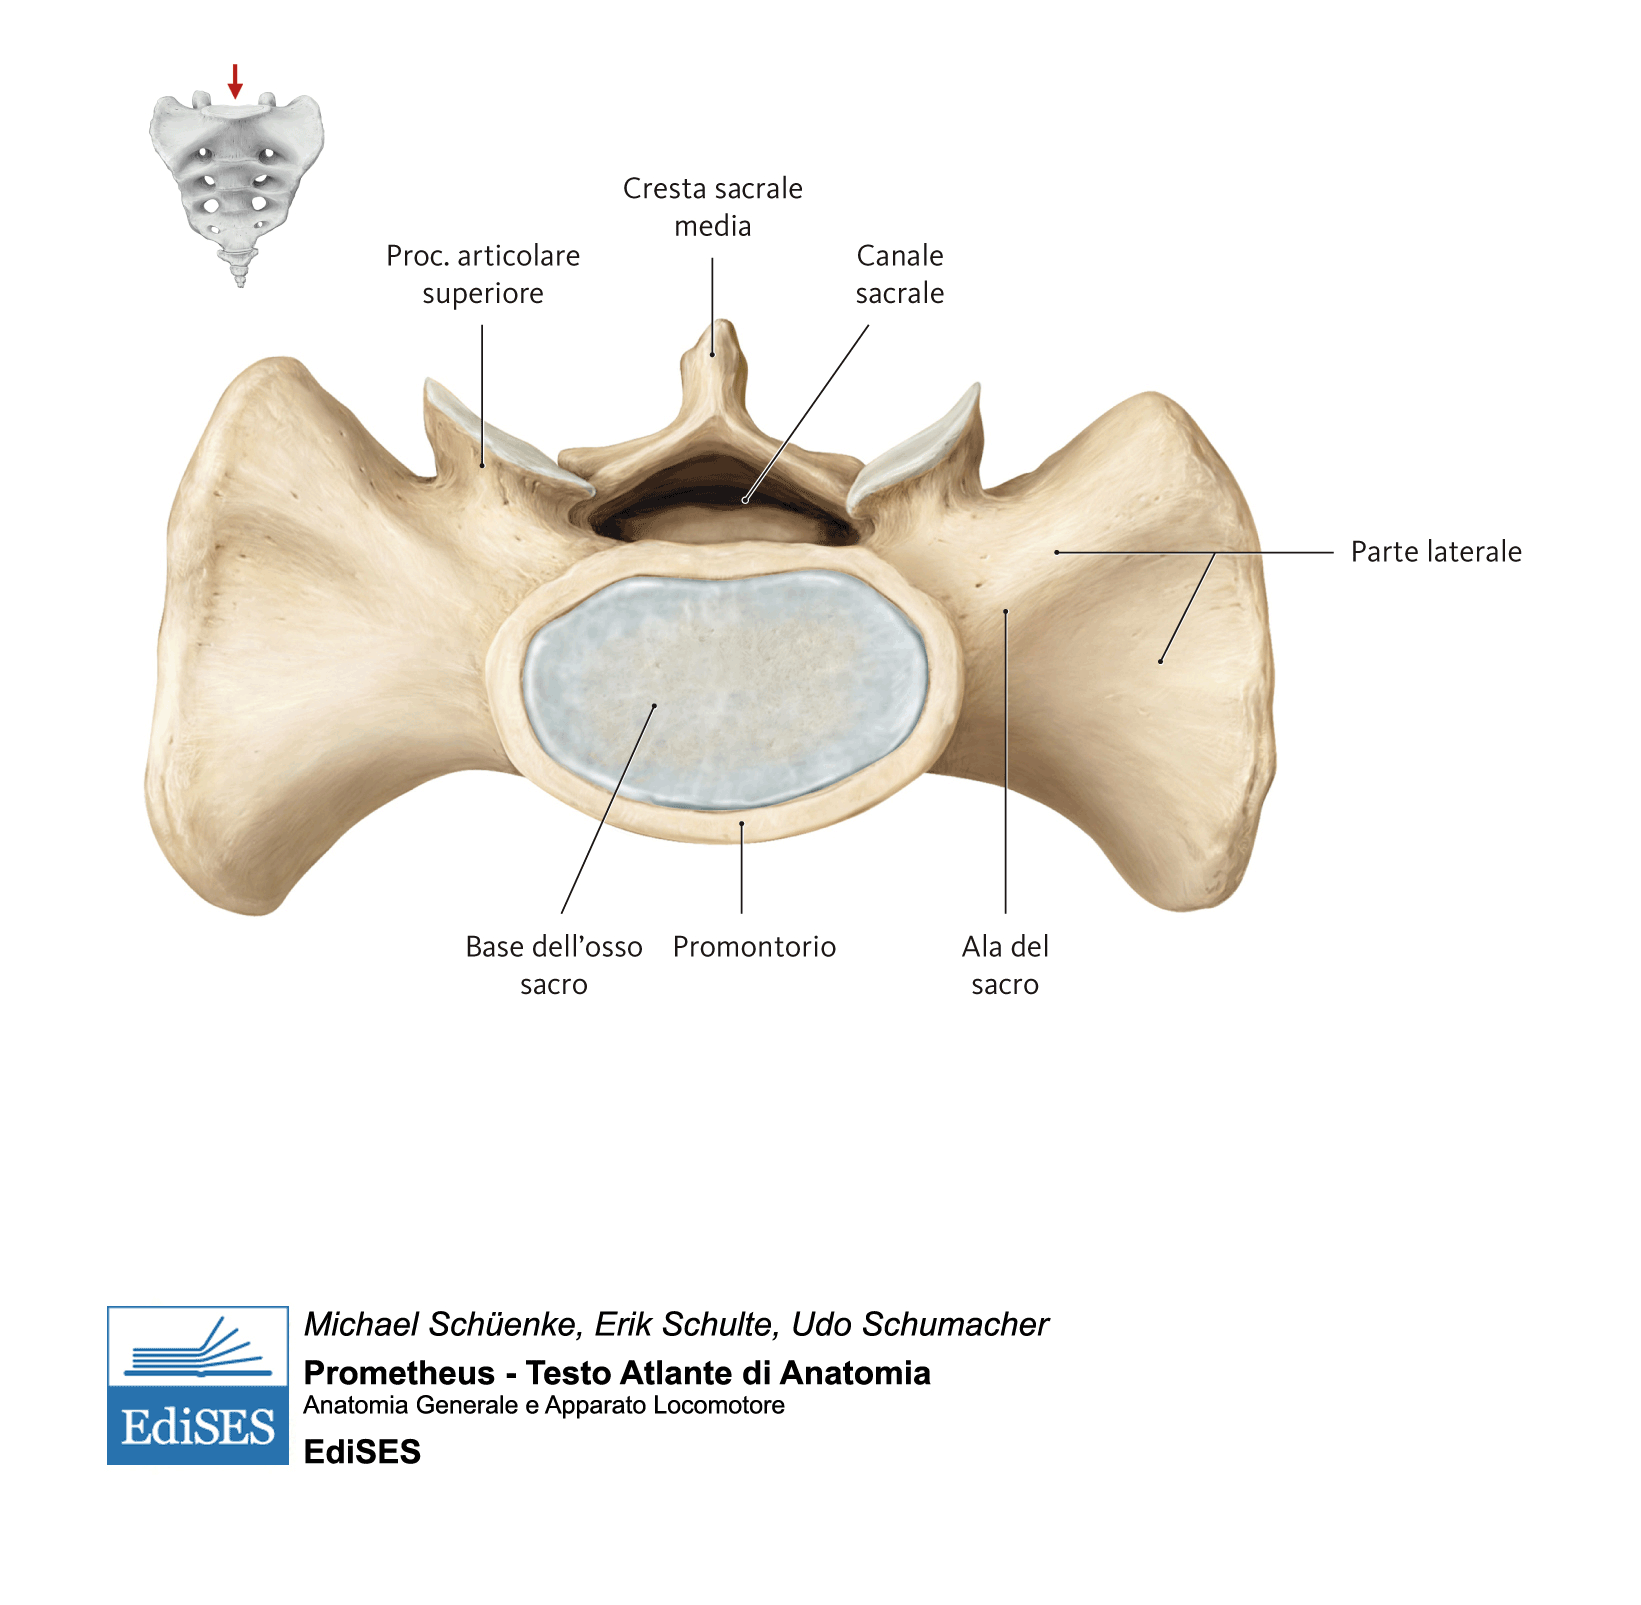 Cresta sacrale
media
Proc. articolare
superiore
Canale
sacrale
Parte laterale
Base dell’osso
sacro
Promontorio
Ala del
sacro
Michael Schüenke, Erik Schulte, Udo Schumacher
Prometheus - Testo Atlante di Anatomia
Anatomia Generale e Apparato Locomotore
EdiSES
EdiSES